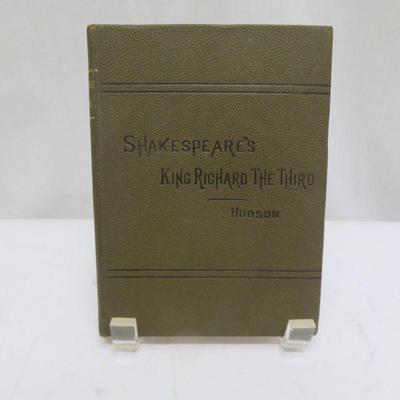 SHAKESPEARE'S
KING RICHARD THE THIRD
HUDSON